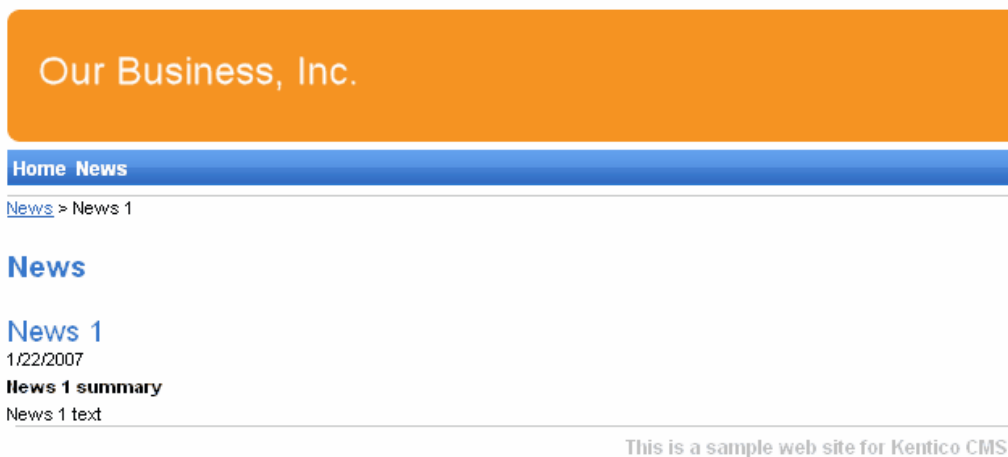 Our Business, Inc.
Home News
News > News 1
News
News 1
1/22/2007
News 1 summary
News 1 text
This is a sample web site for Kentico CMS